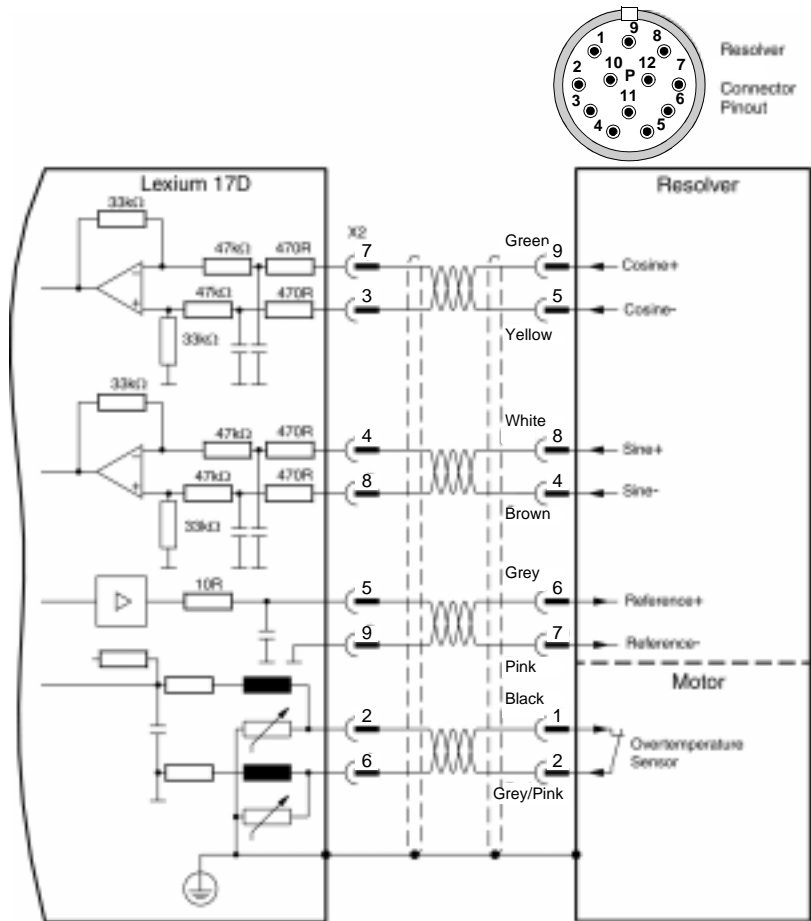 9
1 8
Resolver
2 10 P 12 7
Connector
Pinout
3 11 6
4 5
Lexium 17D
Resolver
33kΩ
X2
47kΩ 470R 7 Green 9 Cosine+
47kΩ 470R 3 5 Cosine-
33kΩ
Yellow
33kΩ
White
47kΩ 470R 4 8 Sine+
47kΩ 470R 8 4 Sine-
33kΩ
Brown
Grey
10R 5 6 Reference+
9 7 Reference-
Pink
Motor
Black
2 1
Overtemperature
Sensor
6 2
Grey/Pink